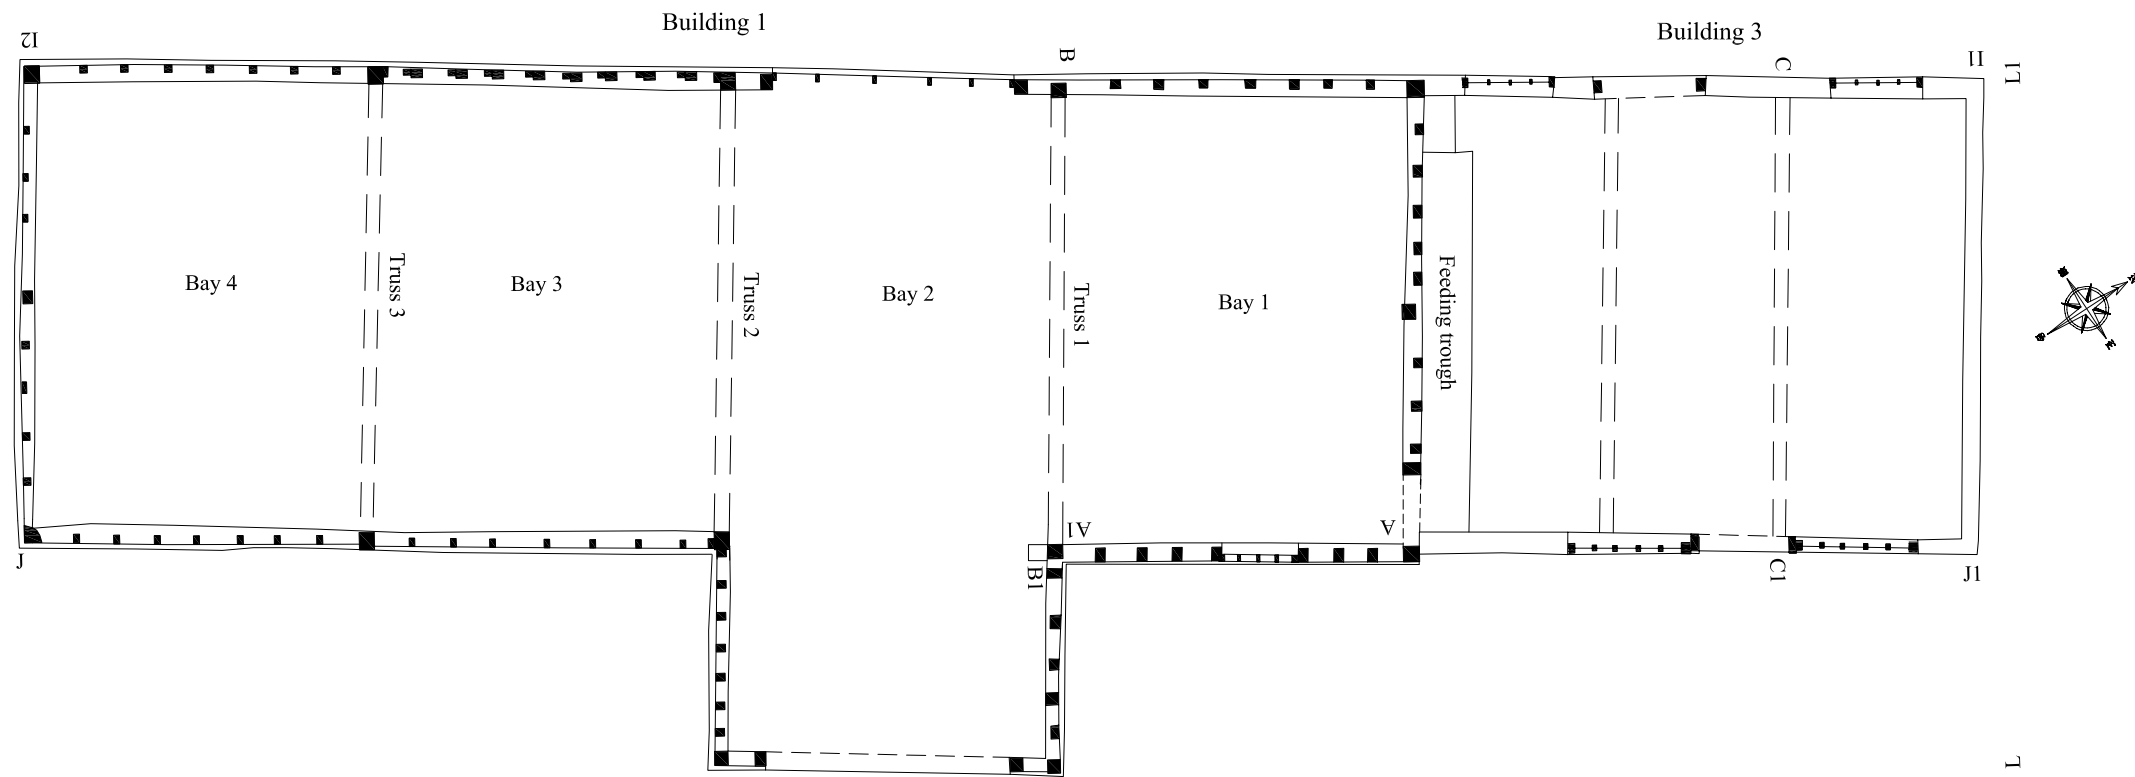 Building 1
Building 3
I2
B
C
I1
L1
Bay 4
Truss 3
Bay 3
Truss 2
Bay 2
Truss 1
Bay 1
Feeding trough
A1
A
J
B1
C1
J1
L